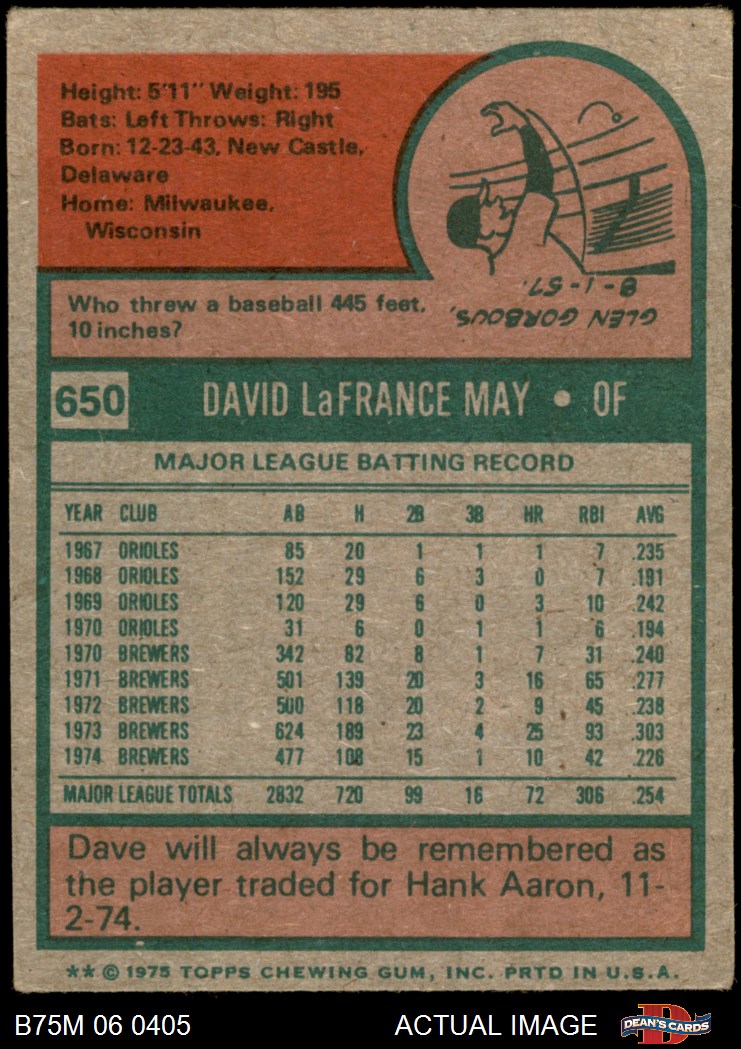 Height: 5'11" Weight: 195
Bats: Left Throws: Right
Born: 12-23-43, New Castle,
Delaware
Home: Milwaukee,
Wisconsin
Who threw a baseball 445 feet,
10 inches?
GLEN GORBOUS,
8-1-57.
650 DAVID LaFRANCE MAY • OF
MAJOR LEAGUE BATTING RECORD
YEAR CLUB AB H 2B 3B HR RBI AVG
1967 ORIOLES 85 20 1 1 1 7 .235
1968 ORIOLES 152 29 6 3 0 7 .191
1969 ORIOLES 120 29 6 0 3 10 .242
1970 ORIOLES 31 6 0 1 1 6 .194
1970 BREWERS 342 82 8 1 7 31 .240
1971 BREWERS 501 139 20 3 16 65 .277
1972 BREWERS 500 118 20 2 9 45 .238
1973 BREWERS 624 189 23 4 25 93 .303
1974 BREWERS 477 108 15 1 10 42 .226
MAJOR LEAGUE TOTALS 2832 720 99 16 72 306 .254
Dave will always be remembered as
the player traded for Hank Aaron, 11-
2-74.
** © 1975 TOPPS CHEWING GUM, INC. PRTD IN U.S.A.
B75M 06 0405 ACTUAL IMAGE D DEAN'S CARDS